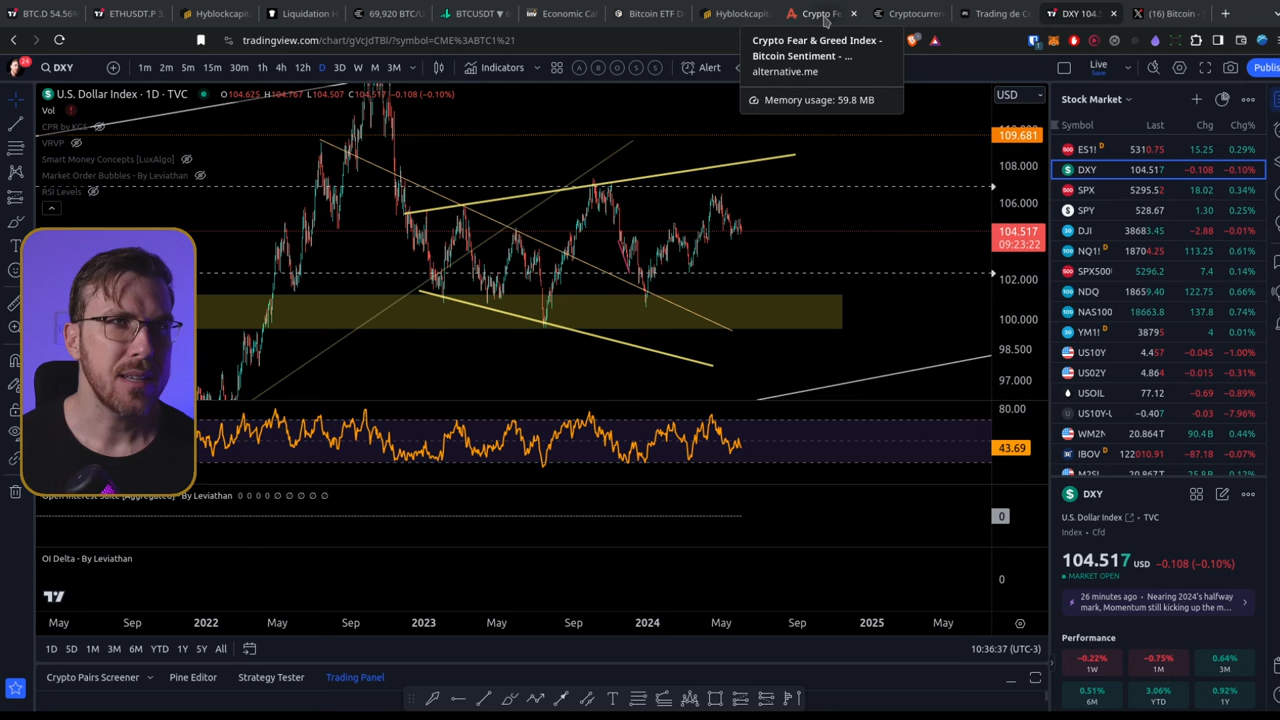 BTC.D 54.56%
ETHUSDT.P 3,
Hyblockcapit
Liquidation H
69,920 BTC/U
BTCUSDT ▼ 6
Economic Cal
Bitcoin ETF D
Hyblockcapit
Crypto Fe
Cryptocurren
Trading de C
DXY 104.
(16) Bitcoin
tradingview.com/chart/gVcJdTBl/?symbol=CME%3ABTC1%21
Crypto Fear & Greed Index -
Bitcoin Sentiment - ...
alternative.me
Memory usage: 59.8 MB
DXY
1m 2m 5m 15m 30m 1h 4h 12h D 3D W M 3M
Indicators
Alert
Live
Save
Publis
U.S. Dollar Index · 1D · TVC
O104.625 H104.767 L104.507 −0.108 (−0.10%)
Vol
CPR by KGS
VRVP
Smart Money Concepts [LuxAlgo]
Market Order Bubbles - By Leviathan
RSI Levels
USD
109.681
108.000
106.000
104.517
09:23:22
102.000
100.000
98.500
97.000
80.00
43.69
Open Interest Suite [Aggregated] - By Leviathan 0 0 0 0 ∅ ∅ ∅ ∅ ∅
0
OI Delta - By Leviathan
0
May Sep 2022 May Sep 2023 May Sep 2024 May Sep 2025 May
1D 5D 1M 3M 6M YTD 1Y 5Y All
10:36:37 (UTC-3)
Crypto Pairs Screener
Pine Editor
Strategy Tester
Trading Panel
Stock Market
Symbol Last Chg Chg%
ES1! D 5310.75 15.25 0.29%
DXY 104.517 −0.108 −0.10%
SPX 5295.52 18.02 0.34%
SPY 528.67 1.30 0.25%
DJI 38683.45 −2.88 −0.01%
NQ1! D 18704.25 113.25 0.61%
SPX500 5296.2 7.4 0.14%
NDQ 18659.40 122.75 0.66%
NAS100 18663.8 137.8 0.74%
YM1! D 38795 4 0.01%
US10Y 4.457 −0.045 −1.00%
US02Y 4.864 −0.015 −0.31%
USOIL 77.12 −0.69 −0.89%
US10Y-U −0.407 −0.03 −7.96%
WM2N 20.864T 90.4B 0.44%
IBOV 122010.91 −87.18 −0.07%
M2SL 20.867T 25.8B 0.12%
DXY
U.S. Dollar Index · TVC
Index · Cfd
104.517 USD −0.108 (−0.10%)
MARKET OPEN
26 minutes ago · Nearing 2024's halfway
mark, Momentum still kicking up the m...
Performance
−0.22%
1W
−0.75%
1M
0.64%
3M
0.51%
6M
3.06%
YTD
0.92%
1Y